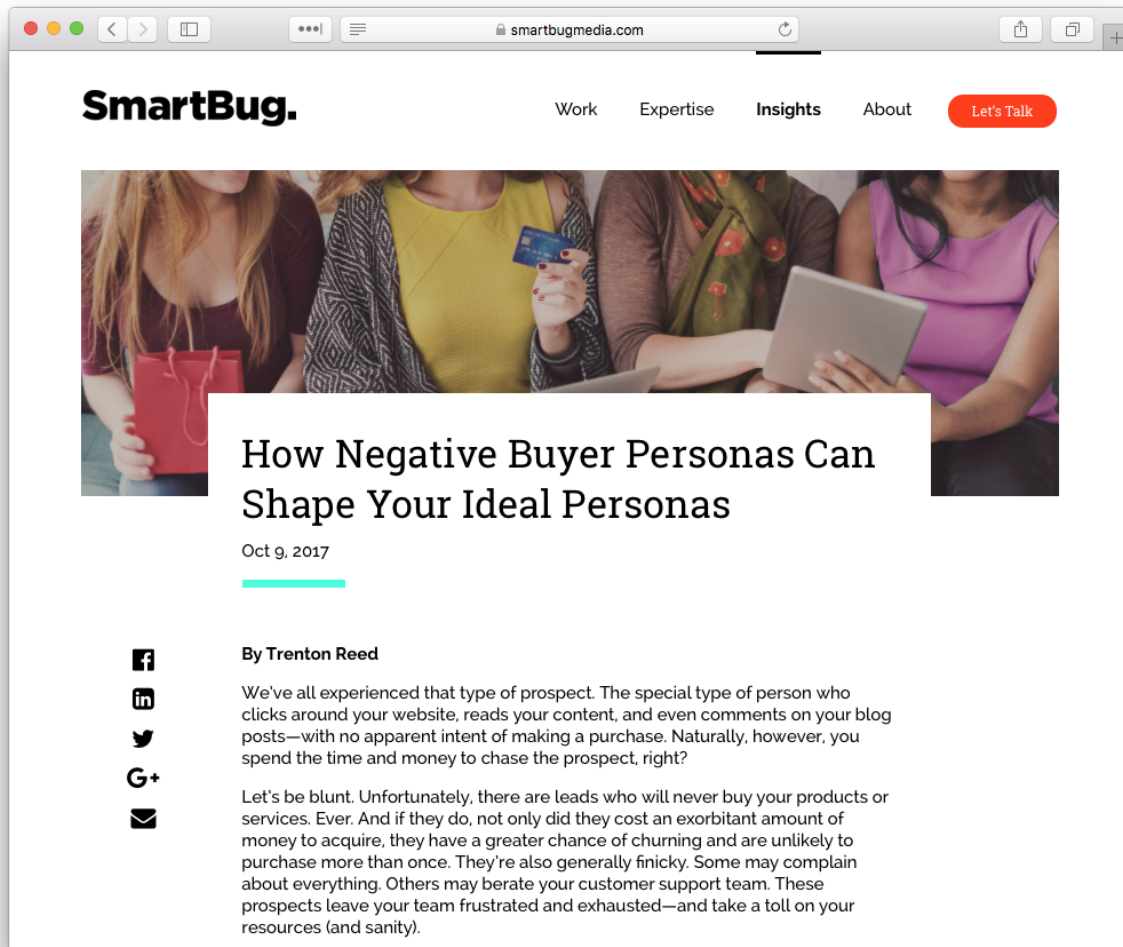 smartbugmedia.com
SmartBug.
Work Expertise Insights About Let's Talk
How Negative Buyer Personas Can
Shape Your Ideal Personas
Oct 9, 2017
By Trenton Reed
We've all experienced that type of prospect. The special type of person who
clicks around your website, reads your content, and even comments on your blog
posts—with no apparent intent of making a purchase. Naturally, however, you
spend the time and money to chase the prospect, right?
Let's be blunt. Unfortunately, there are leads who will never buy your products or
services. Ever. And if they do, not only did they cost an exorbitant amount of
money to acquire, they have a greater chance of churning and are unlikely to
purchase more than once. They're also generally finicky. Some may complain
about everything. Others may berate your customer support team. These
prospects leave your team frustrated and exhausted—and take a toll on your
resources (and sanity).